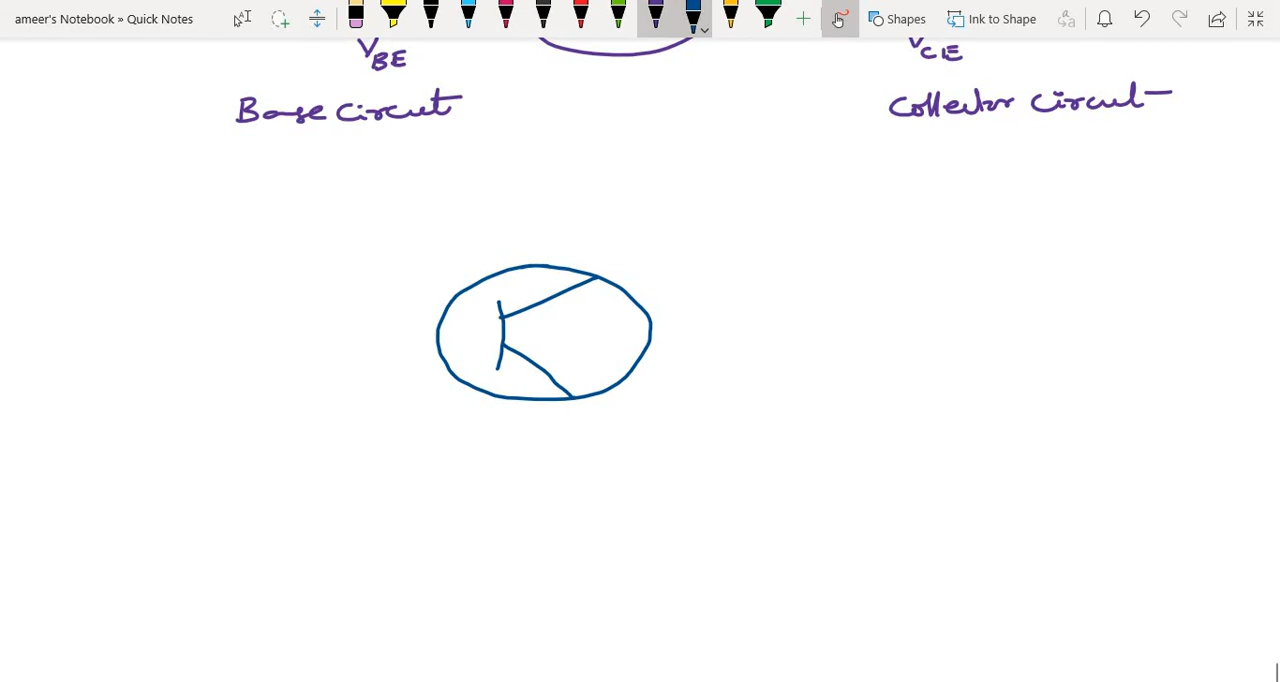 ameer's Notebook » Quick Notes
Shapes
Ink to Shape
VBE
VCE
Base Circuit
Collector Circuit